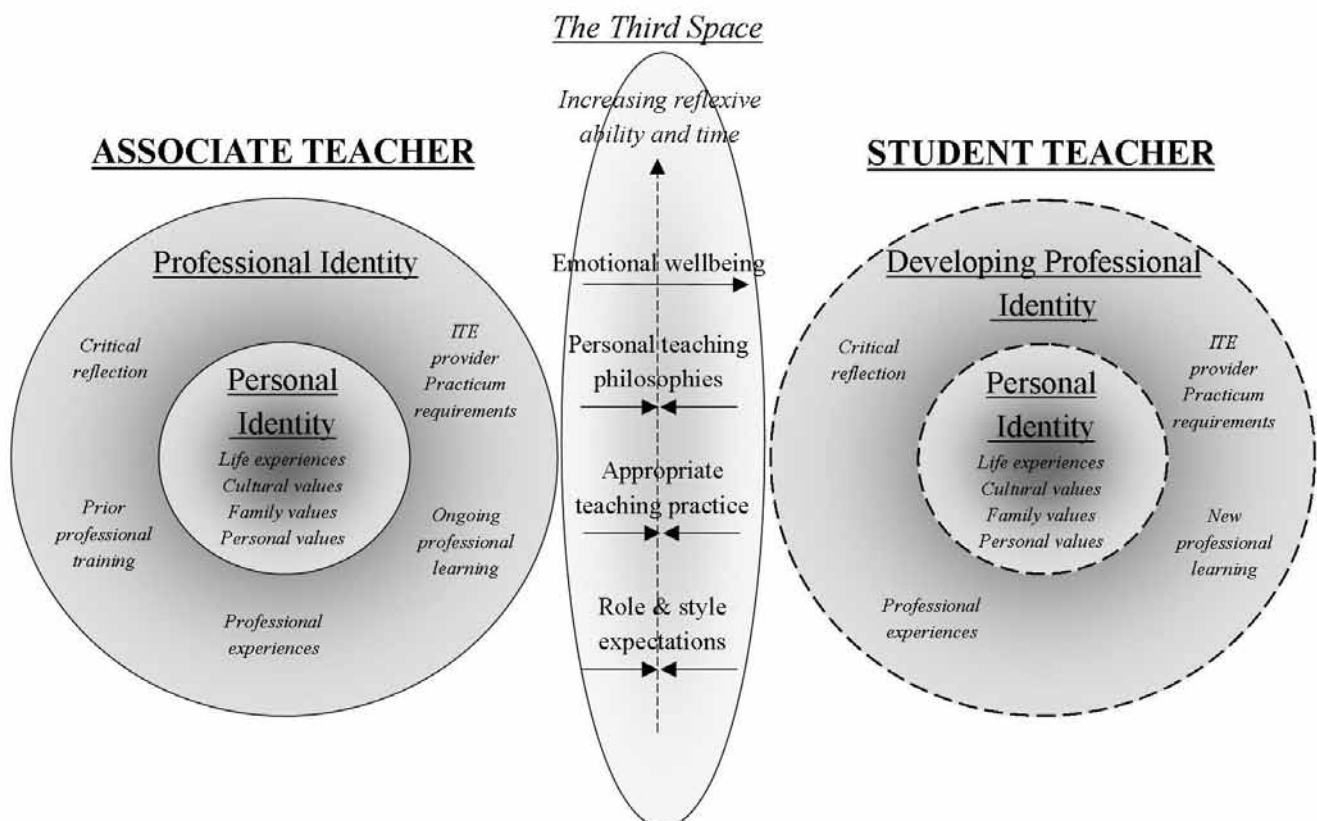 The Third Space
Increasing reflexive
ability and time
ASSOCIATE TEACHER
Professional Identity
Critical
reflection
ITE
provider
Practicum
requirements
Personal
Identity
Life experiences
Cultural values
Family values
Personal values
Prior
professional
training
Ongoing
professional
learning
Professional
experiences
Emotional wellbeing
Personal teaching
philosophies
Appropriate
teaching practice
Role & style
expectations
STUDENT TEACHER
Developing Professional
Identity
Critical
reflection
ITE
provider
Practicum
requirements
Personal
Identity
Life experiences
Cultural values
Family values
Personal values
New
professional
learning
Professional
experiences